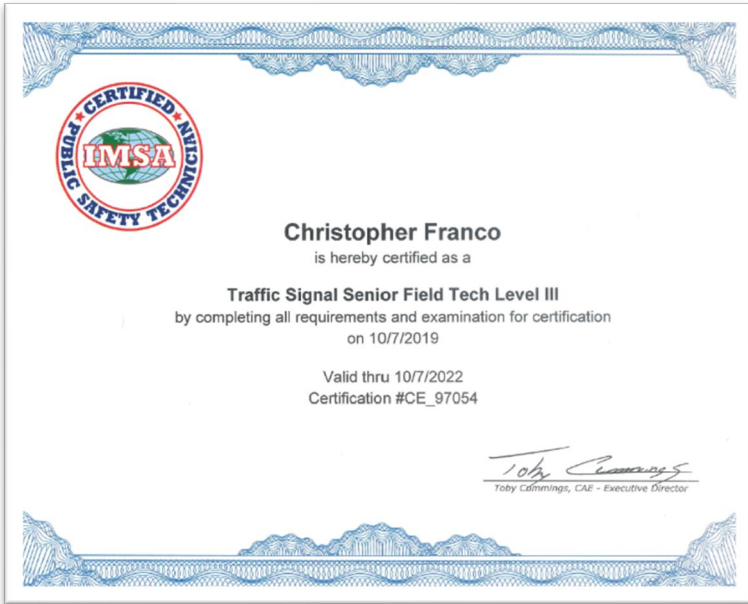 CERTIFIED
PUBLIC SAFETY TECHNICIAN
IMSA
Christopher Franco
is hereby certified as a
Traffic Signal Senior Field Tech Level III
by completing all requirements and examination for certification
on 10/7/2019
Valid thru 10/7/2022
Certification #CE_97054
Toby Cummings
Toby Cummings, CAE - Executive Director